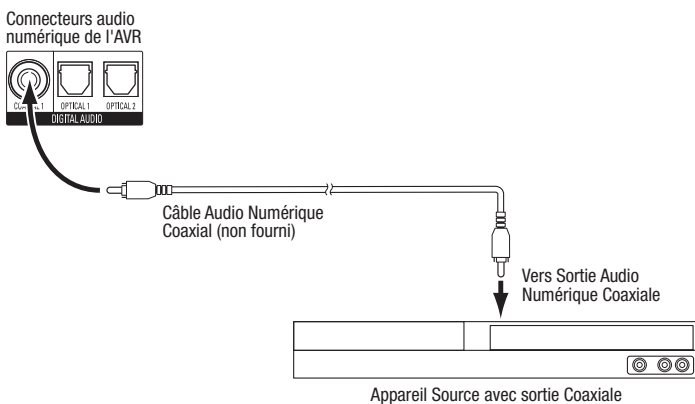 Connecteurs audio
numérique de l'AVR
OPTICAL 1
OPTICAL 2
DIGITAL AUDIO
Câble Audio Numérique
Coaxial (non fourni)
Vers Sortie Audio
Numérique Coaxiale
Appareil Source avec sortie Coaxiale